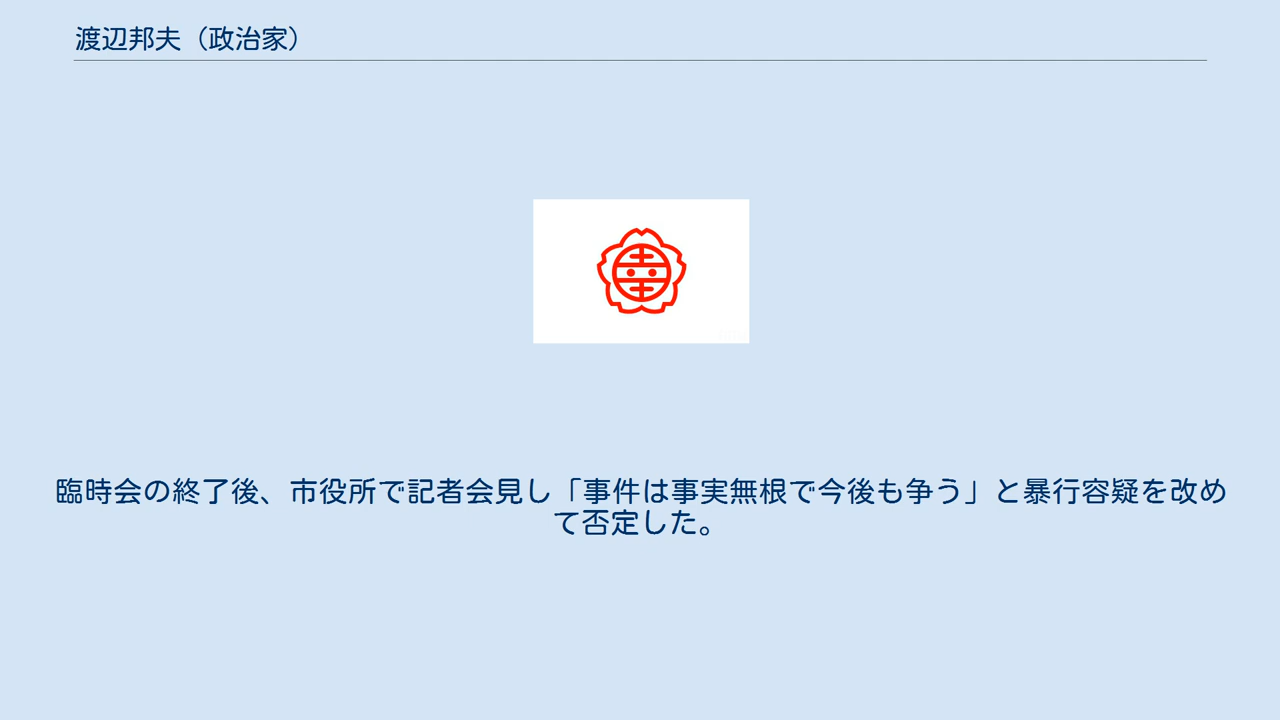 渡辺邦夫（政治家）
臨時会の終了後、市役所で記者会見し「事件は事実無根で今後も争う」と暴行容疑を改め
て否定した。